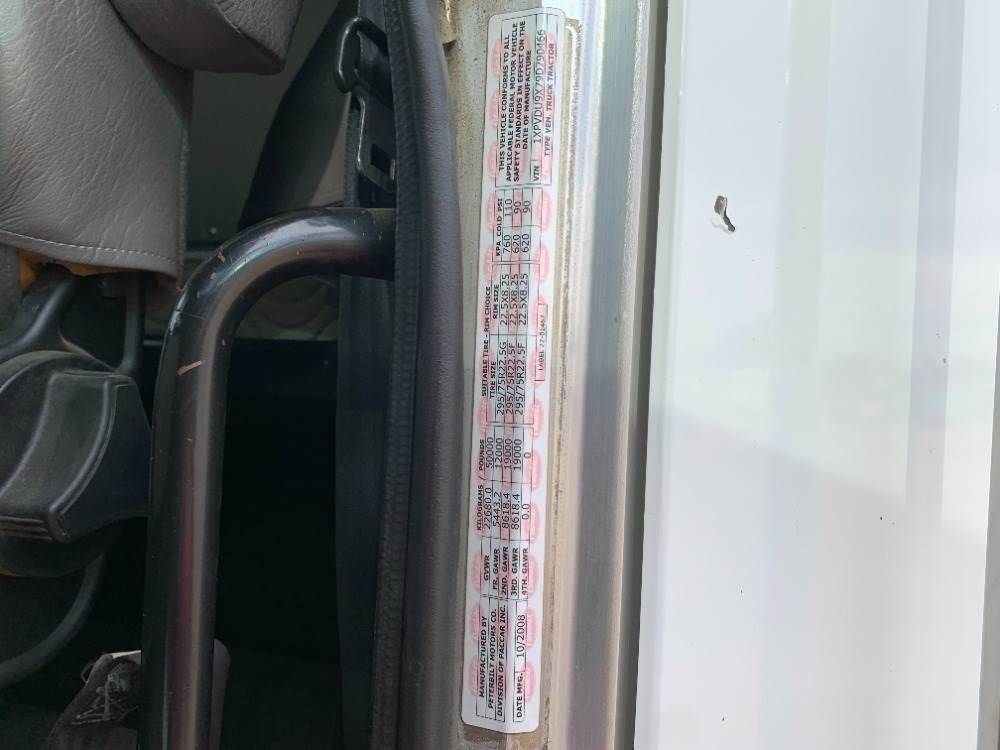 MANUFACTURED BY
PETERBILT MOTORS CO.
DIVISION OF PACCAR INC.
DATE MFG. 10/2008
KILOGRAMS / POUNDS
GVWR 22680.0 50000
FR. GAWR 5443.2 12000
2ND. GAWR 8618.4 19000
3RD. GAWR 8618.4 19000
4TH. GAWR 0.0 0
SUITABLE TIRE - RIM CHOICE
TIRE SIZE RIM SIZE KPA COLD PSI
295/75R22.5G 22.5X8.25 760 110
295/75R22.5F 22.5X8.25 620 90
295/75R22.5F 22.5X8.25 620 90
LABEL 22-01467
THIS VEHICLE CONFORMS TO ALL
APPLICABLE FEDERAL MOTOR VEHICLE
SAFETY STANDARDS IN EFFECT ON THE
DATE OF MANUFACTURE
VIN 1XPVDU9X79D790466
TYPE VEH. TRUCK TRACTOR